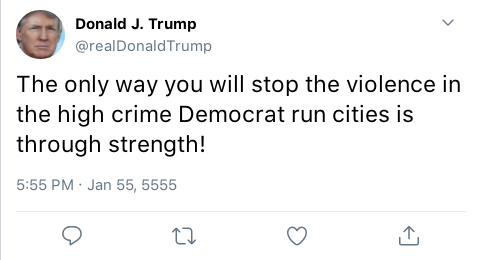 Donald J. Trump
@realDonaldTrump
The only way you will stop the violence in
the high crime Democrat run cities is
through strength!
5:55 PM · Jan 55, 5555